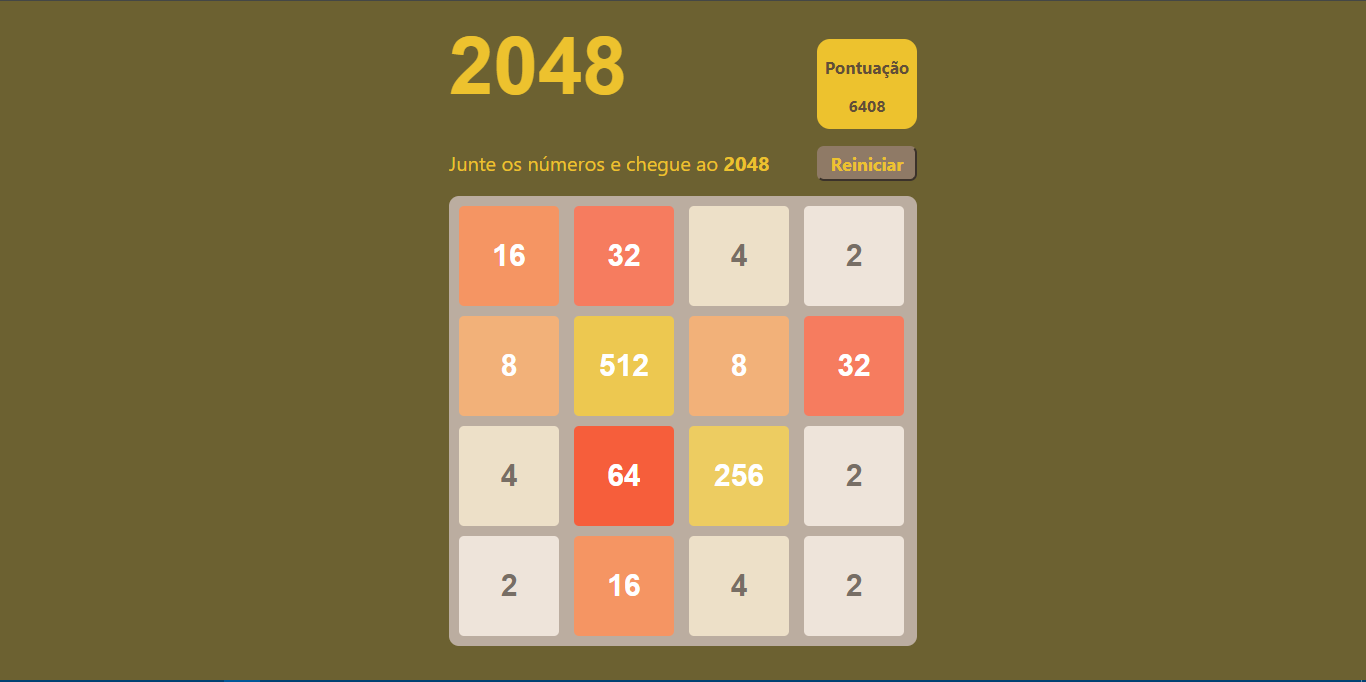 2048
Pontuação
6408
Junte os números e chegue ao 2048
Reiniciar
16 32 4 2
8 512 8 32
4 64 256 2
2 16 4 2